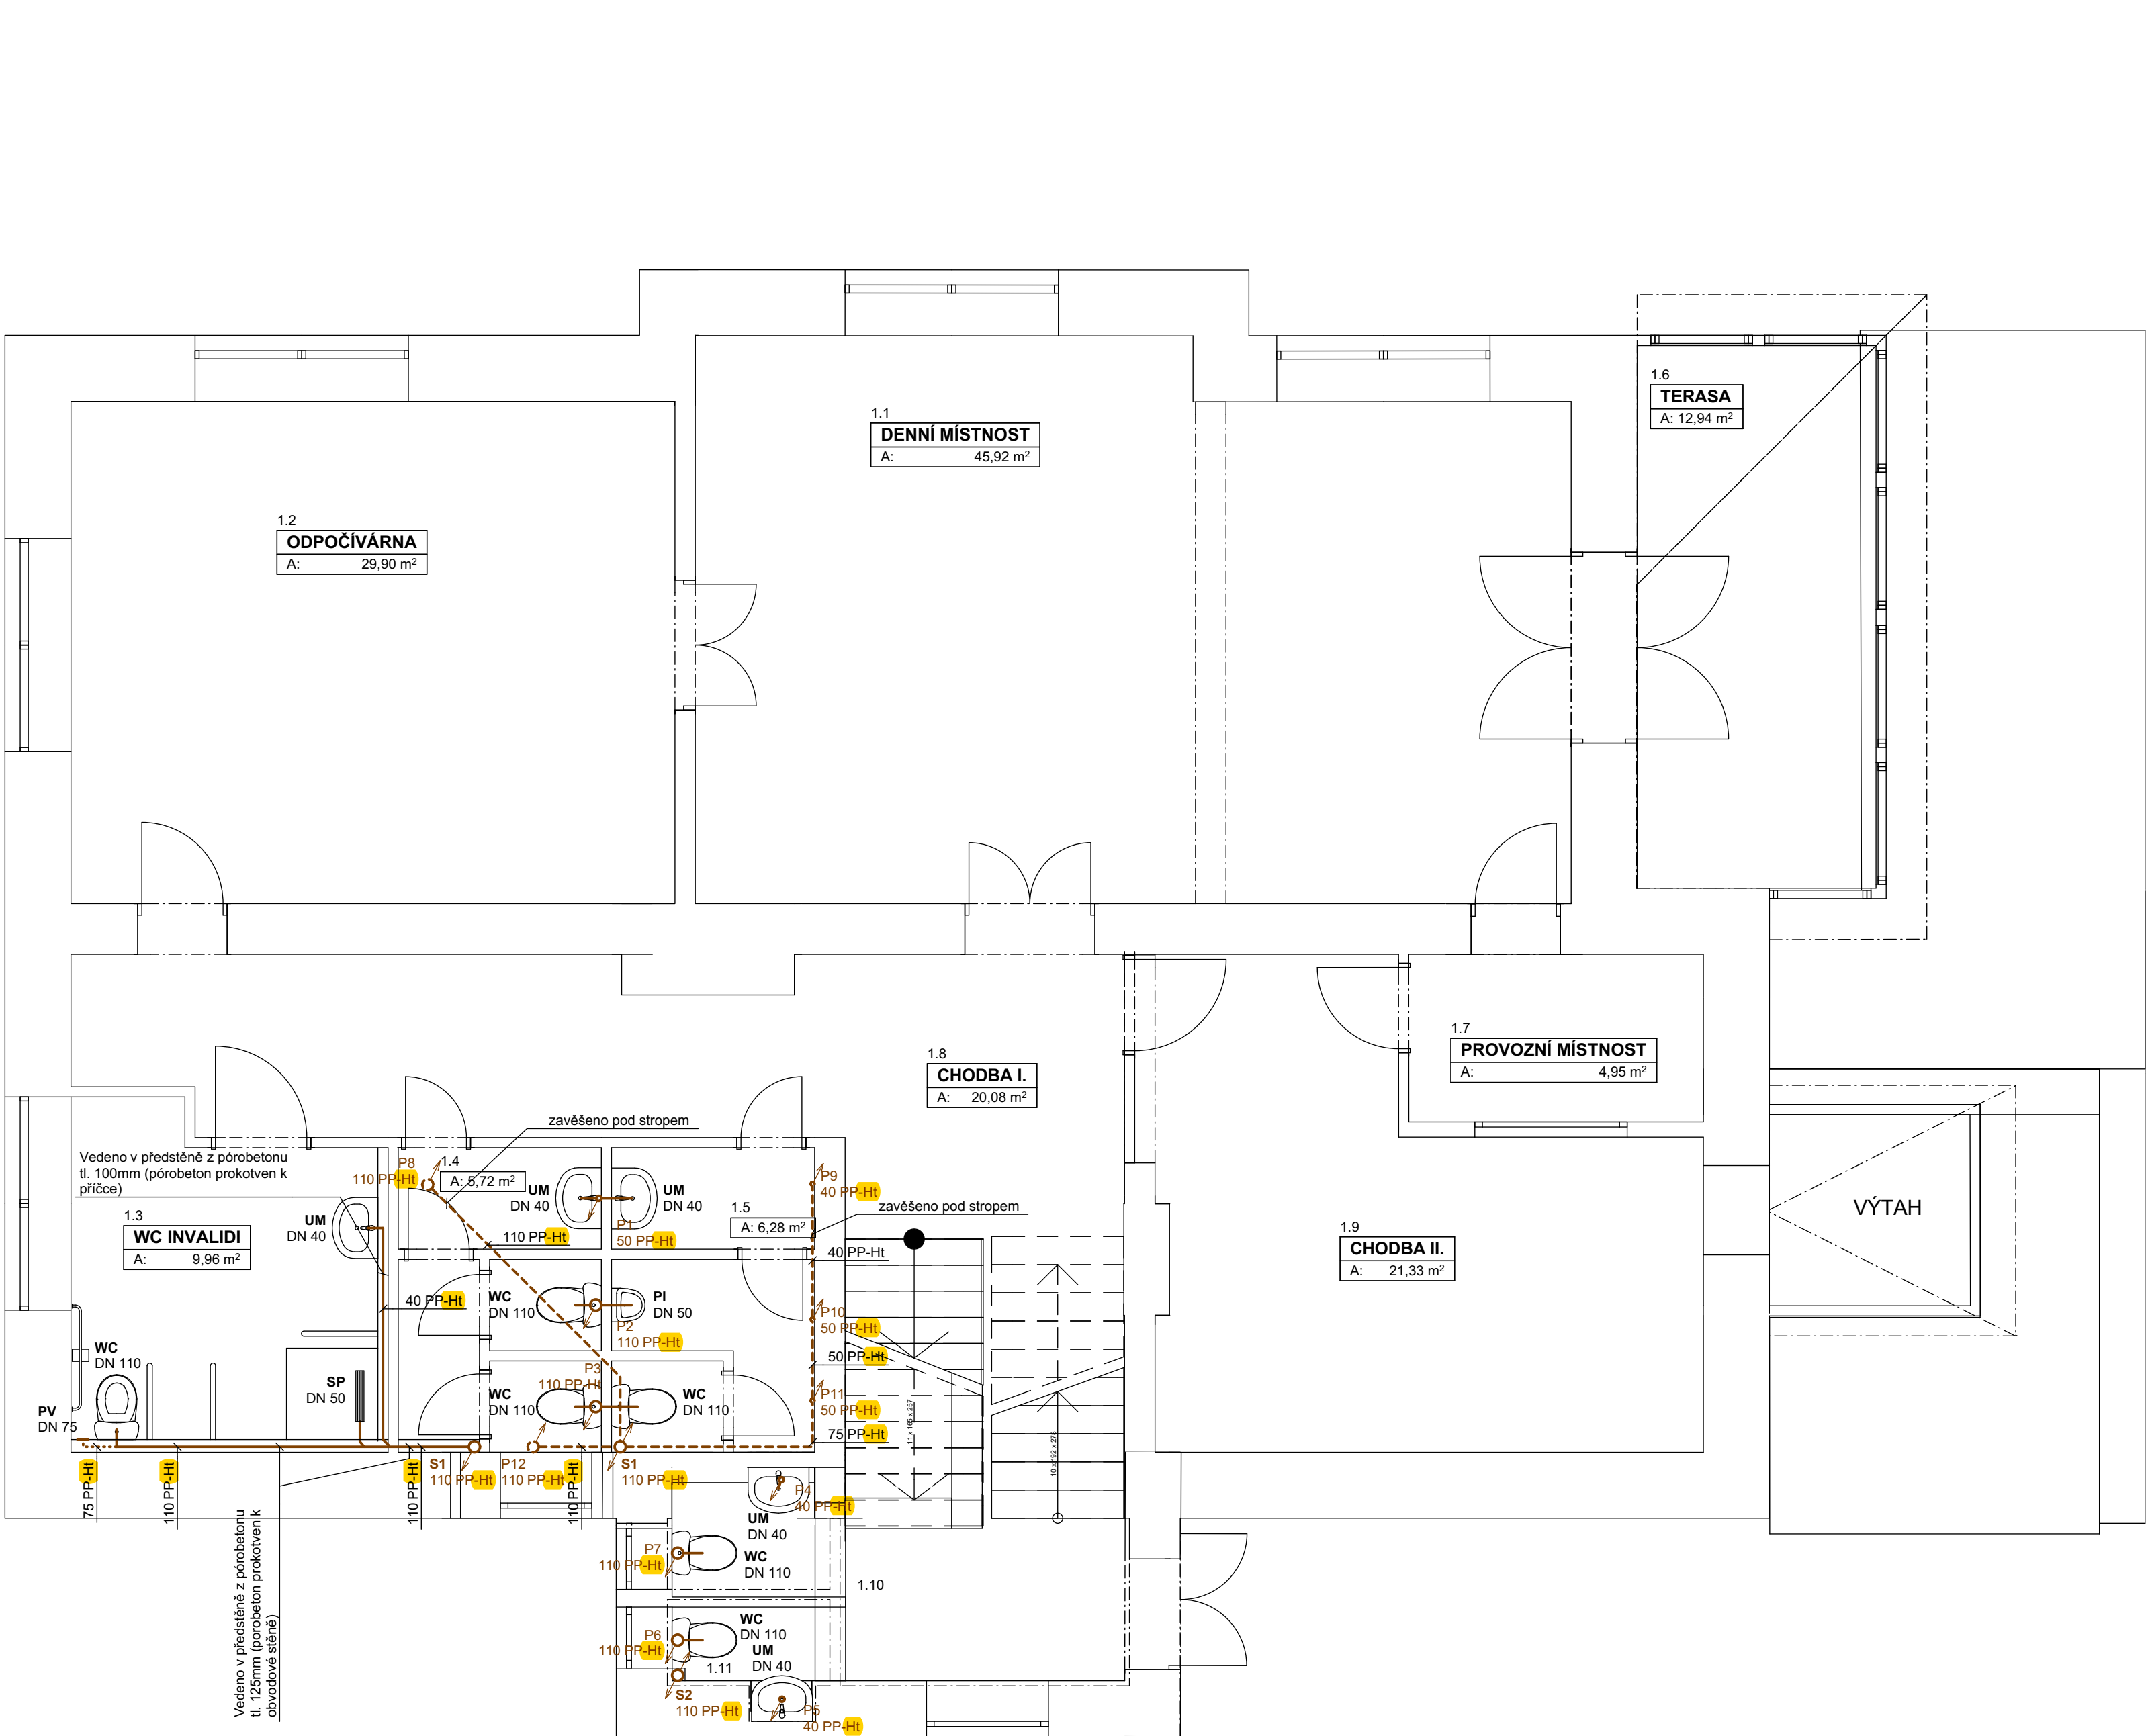 1.6
TERASA
A: 12,94 m²
1.1
DENNÍ MÍSTNOST
A: 45,92 m²
1.2
ODPOČÍVÁRNA
A: 29,90 m²
1.7
PROVOZNÍ MÍSTNOST
A: 4,95 m²
1.8
CHODBA I.
A: 20,08 m²
zavěšeno pod stropem
Vedeno v předstěně z pórobetonu
tl. 100mm (pórobeton prokotven k
příčce)
P8
110 PP-Ht
1.4
A: 5,72 m²
UM
DN 40
UM
DN 40
P9
40 PP-Ht
zavěšeno pod stropem
1.5
A: 6,28 m²
P1
50 PP-Ht
110 PP-Ht
1.3
WC INVALIDI
A: 9,96 m²
UM
DN 40
40 PP-Ht
VÝTAH
1.9
CHODBA II.
A: 21,33 m²
40 PP-Ht
WC
DN 110
PI
DN 50
P2
110 PP-Ht
P10
50 PP-Ht
50 PP-Ht
WC
DN 110
SP
DN 50
P3
110 PP-Ht
WC
DN 110
WC
DN 110
P11
50 PP-Ht
75 PP-Ht
11 x 165 x 257
10 x 192 x 276
PV
DN 75
75 PP-Ht
110 PP-Ht
110 PP-Ht
S1
110 PP-Ht
P12
110 PP-Ht
110 PP-Ht
S1
110 PP-Ht
P4
40 PP-Ht
UM
DN 40
P7
110 PP-Ht
WC
DN 110
1.10
Vedeno v předstěně z pórobetonu
tl. 125mm (porobeton prokotven k
obvodové stěně)
P6
110 PP-Ht
WC
DN 110
UM
DN 40
1.11
S2
110 PP-Ht
P5
40 PP-Ht